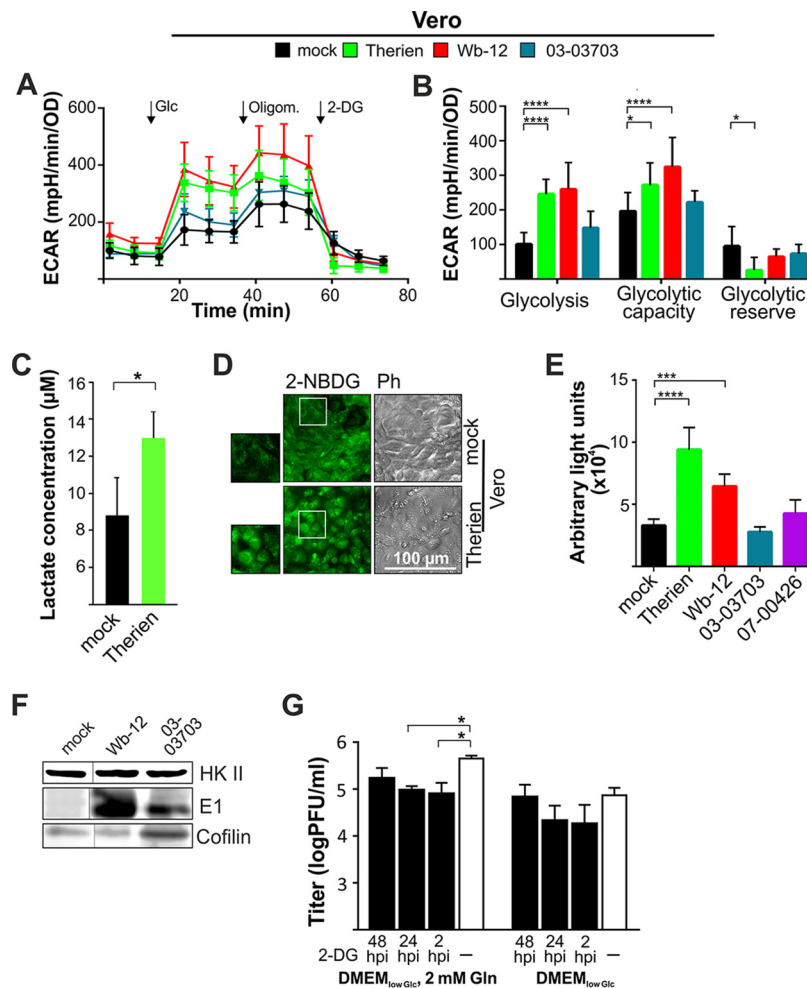 Vero
mock Therien Wb-12 03-03703
A
ECAR (mpH/min/OD)
600
400
200
Glc
Oligom.
2-DG
20 40 60 80
Time (min)
B
ECAR (mpH/min/OD)
500
400
300
200
100
****
****
****
*
*
Glycolysis
Glycolytic
capacity
Glycolytic
reserve
C
Lactate concentration (µM)
16
14
12
10
8
6
*
mock
Therien
D
2-NBDG Ph
mock
Therien
Vero
100 µm
E
Arbitrary light units
(x10⁴)
15
10
5
***
****
mock
Therien
Wb-12
03-03703
07-00426
F
mock
Wb-12
03-
03703
HK II
E1
Cofilin
G
Titer (logPFU/ml)
6
5
4
3
*
*
48 24 2 48 24 2
2-DG hpi hpi hpi – hpi hpi hpi –
DMEMlow Glc, 2 mM Gln DMEMlow Glc